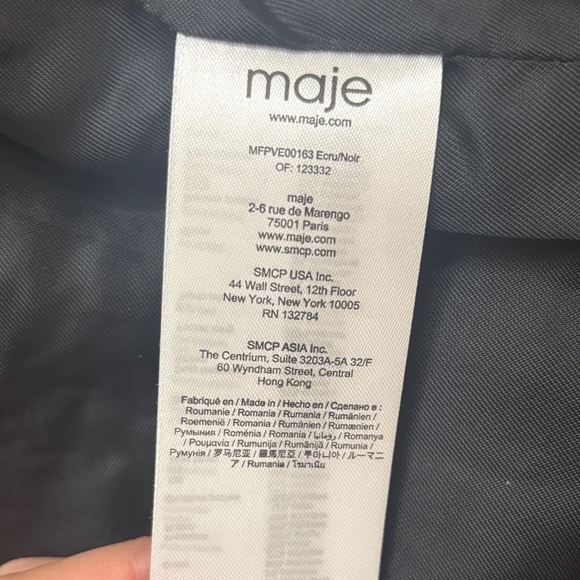 maje
www.maje.com
MFPVE00163 Ecru/Noir
OF: 123332
maje
2-6 rue de Marengo
75001 Paris
www.maje.com
www.smcp.com
SMCP USA Inc.
44 Wall Street, 12th Floor
New York, New York 10005
RN 132784
SMCP ASIA Inc.
The Centrium, Suite 3203A-5A 32/F
60 Wyndham Street, Central
Hong Kong
Fabriqué en / Made in / Hecho en / Сделано в :
Roumanie / Romania / Rumania / Rumänien /
Roemenië / Romania / Rumänien / Rumænien /
Румыния / Roménia / Romania / رومانيا / Romanya
/ Ρουμανία / Rumunija / Rumānijā / Rumunia /
Румунія / 罗马尼亚 / 羅馬尼亞 / 루마니아 / ルーマニ
ア / Rumania / โรมาเนีย